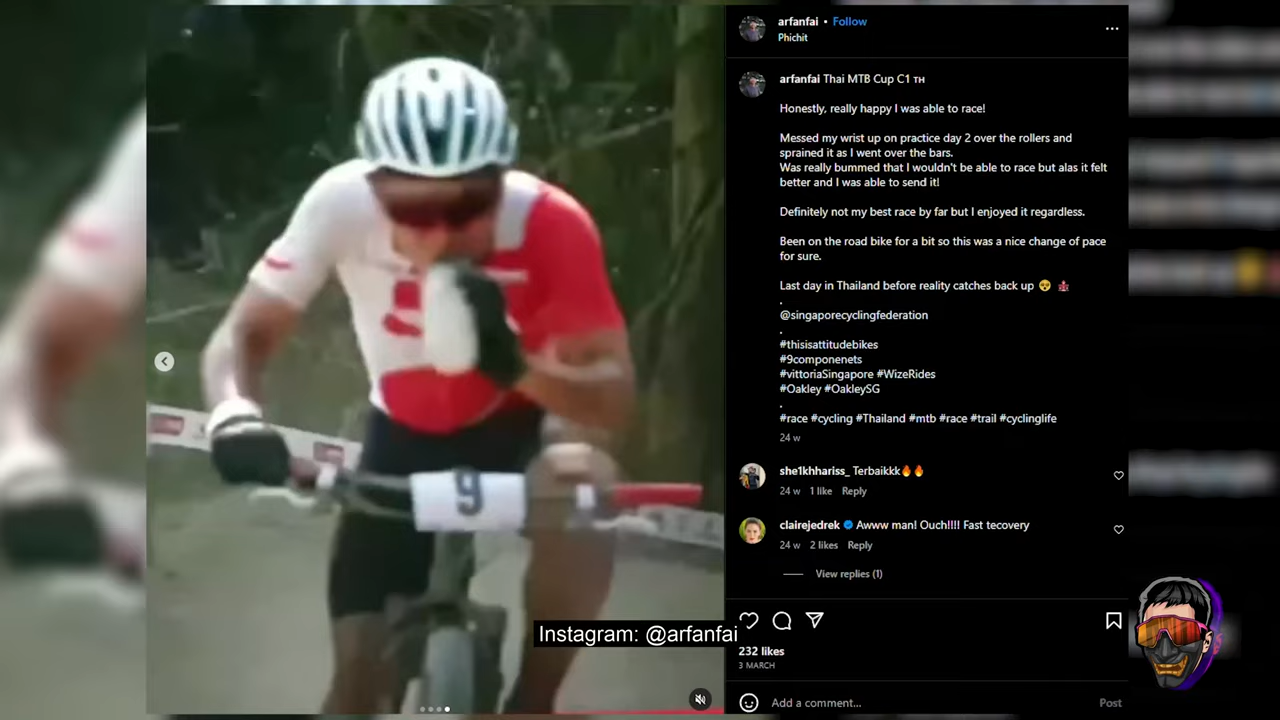 arfanfai • Follow
Phichit
arfanfai Thai MTB Cup C1 TH
Honestly, really happy I was able to race!
Messed my wrist up on practice day 2 over the rollers and
sprained it as I went over the bars.
Was really bummed that I wouldn't be able to race but alas it felt
better and I was able to send it!
Definitely not my best race by far but I enjoyed it regardless.
Been on the road bike for a bit so this was a nice change of pace
for sure.
Last day in Thailand before reality catches back up 🥺
.
@singaporecyclingfederation
.
#thisisattitudebikes
#9componenets
#vittoriaSingapore #WizeRides
#Oakley #OakleySG
.
#race #cycling #Thailand #mtb #race #trail #cyclinglife
24 w
she1khhariss_ Terbaikkk🔥🔥
24 w 1 like Reply
clairejedrek Awww man! Ouch!!!! Fast tecovery
24 w 2 likes Reply
View replies (1)
9
Instagram: @arfanfai
232 likes
3 MARCH
Add a comment...
Post